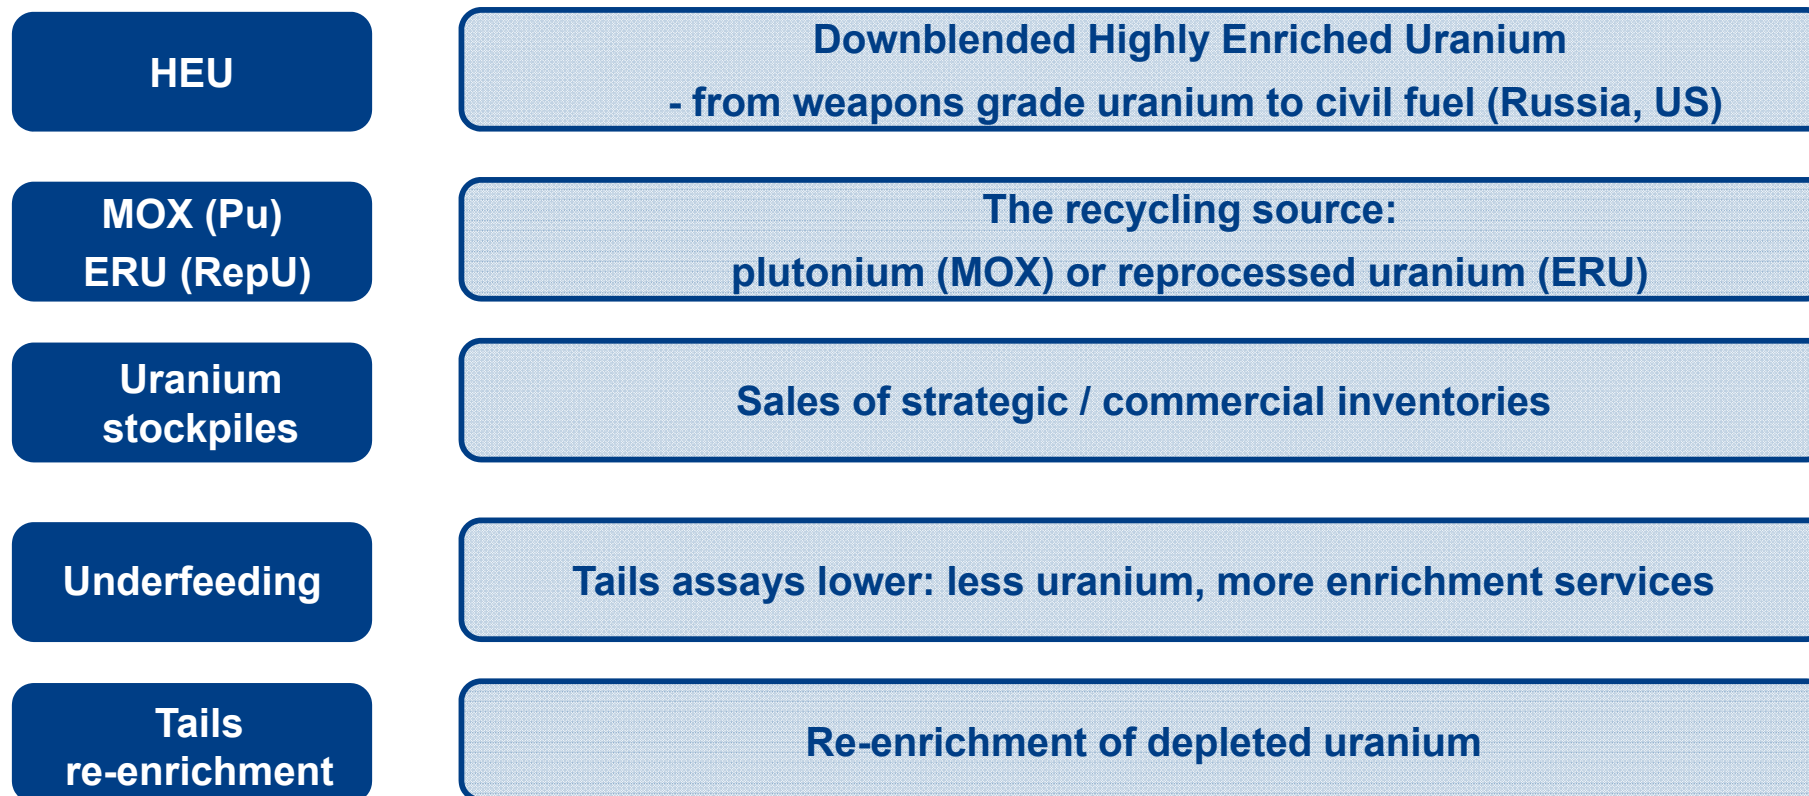 HEU
Downblended Highly Enriched Uranium
- from weapons grade uranium to civil fuel (Russia, US)
MOX (Pu)
ERU (RepU)
The recycling source:
plutonium (MOX) or reprocessed uranium (ERU)
Uranium
stockpiles
Sales of strategic / commercial inventories
Underfeeding
Tails assays lower: less uranium, more enrichment services
Tails
re-enrichment
Re-enrichment of depleted uranium